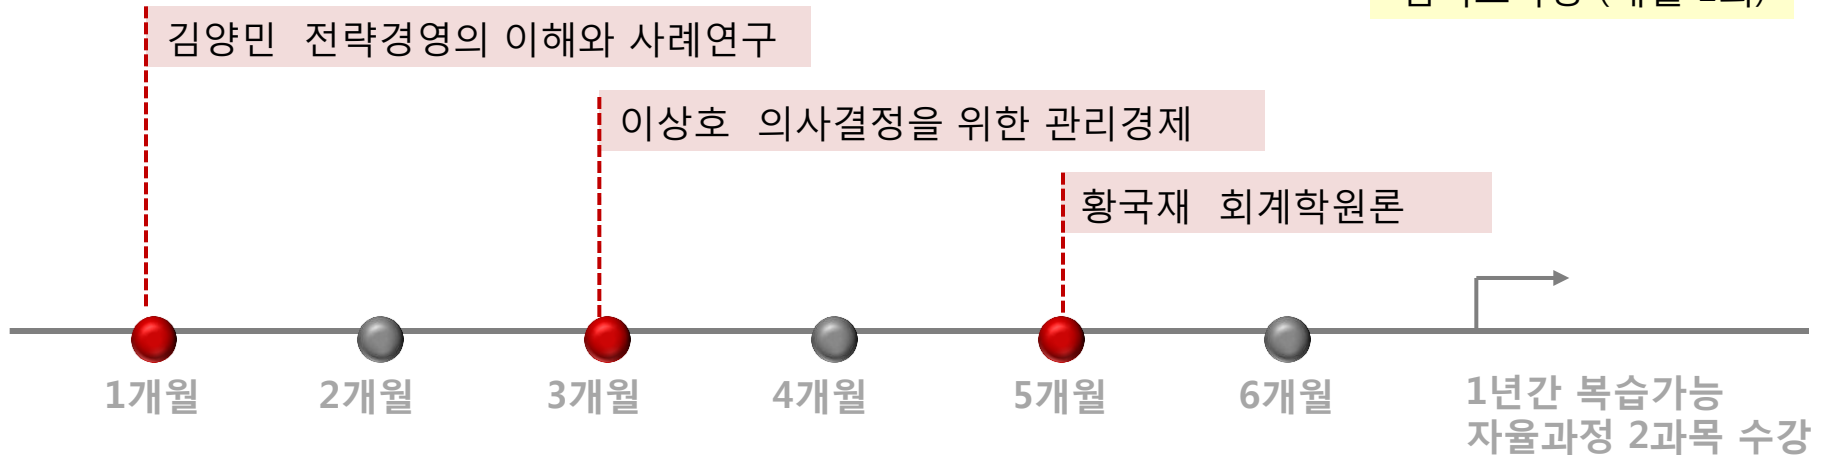 김양민  전략경영의 이해와 사례연구
이상호  의사결정을 위한 관리경제
황국재  회계학원론
1개월
2개월
3개월
4개월
5개월
6개월
1년간 복습가능
자율과정 2과목 수강